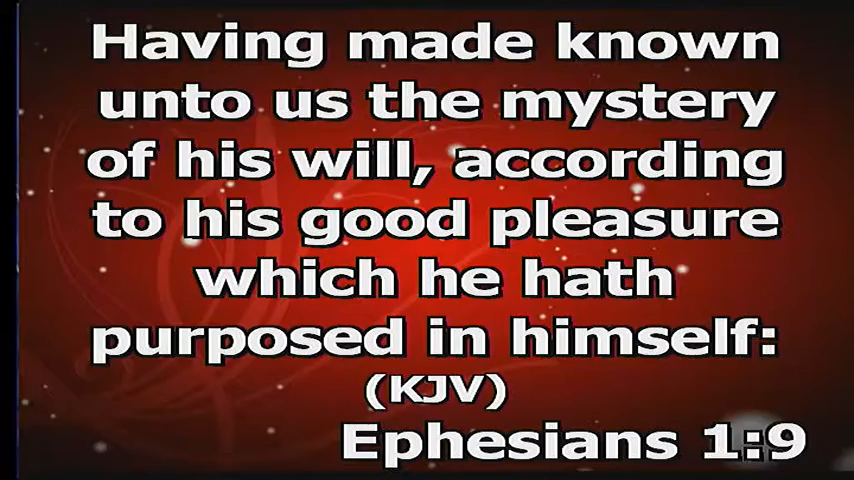 Having made known
unto us the mystery
of his will, according
to his good pleasure
which he hath
purposed in himself:
(KJV)
Ephesians 1:9